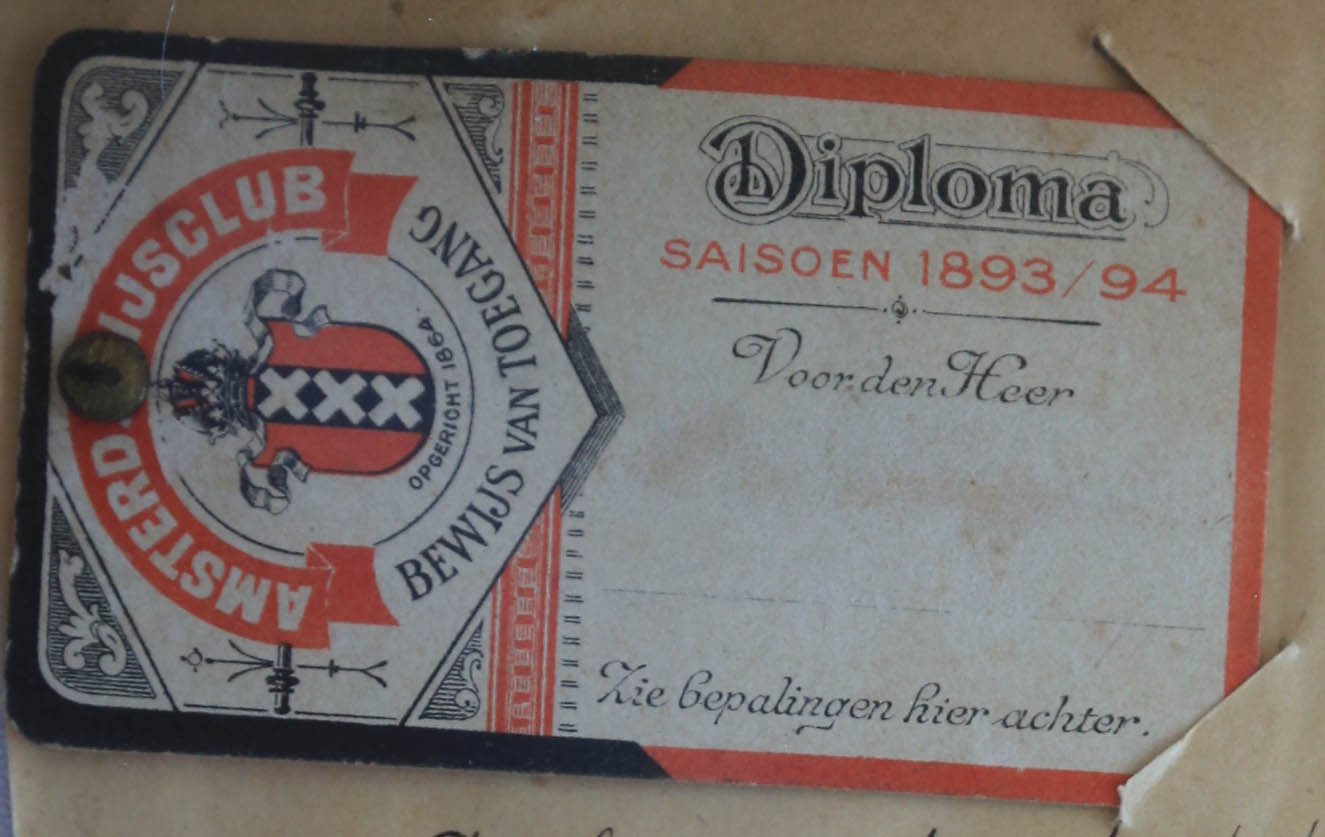 AMSTERD. IJSCLUB
OPGERICHT 1864.
BEWIJS VAN TOEGANG
Diploma
SAISOEN 1893/94
Voor den Heer
Zie bepalingen hier achter.